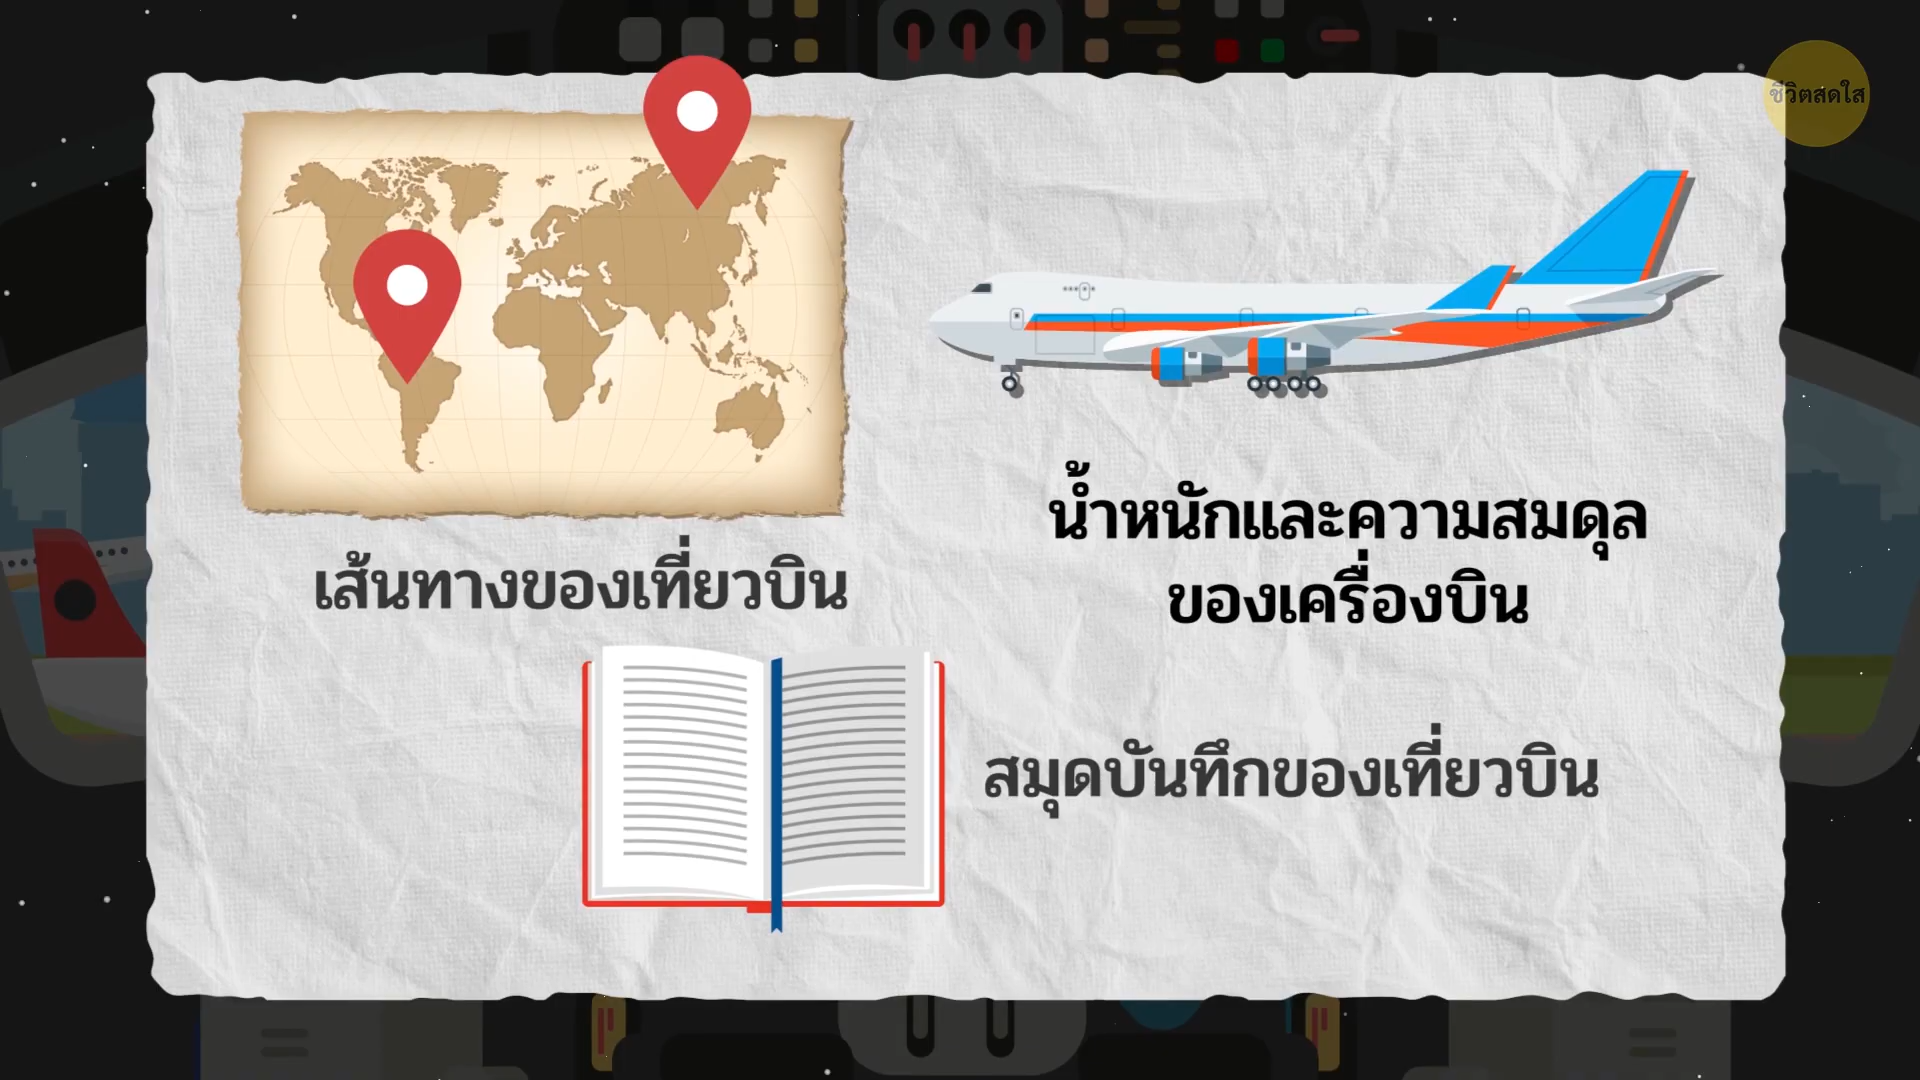 ชีวิตสดใส
เส้นทางของเที่ยวบิน
น้ำหนักและความสมดุล
ของเครื่องบิน
สมุดบันทึกของเที่ยวบิน